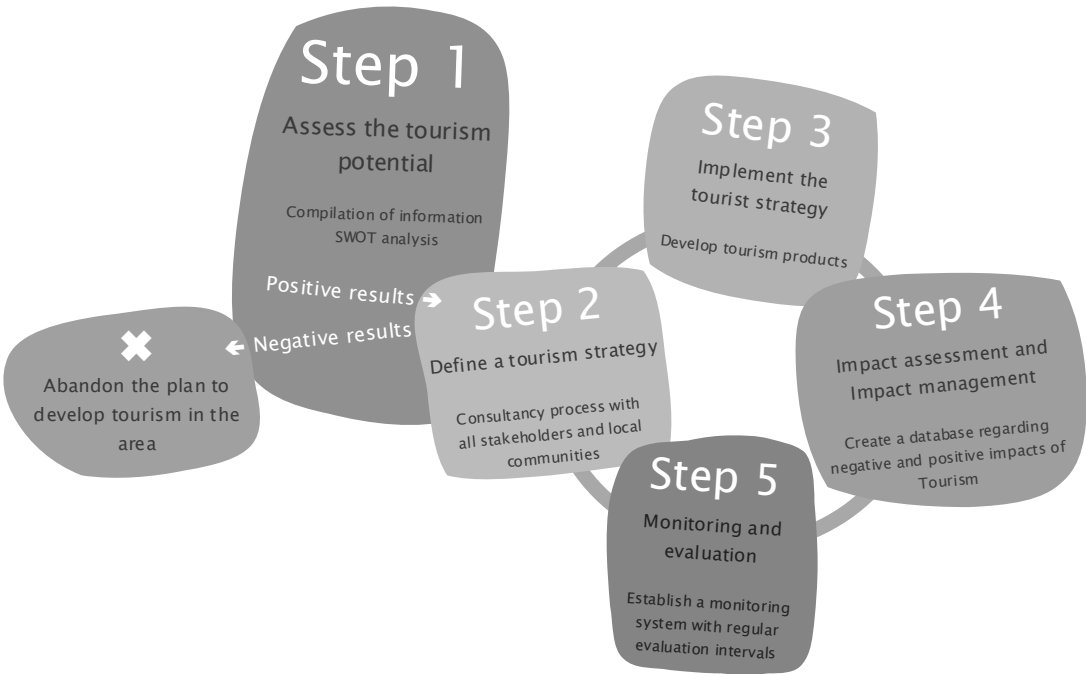 Step 1
Assess the tourism
potential
Compilation of information
SWOT analysis
Positive results
Negative results
Abandon the plan to
develop tourism in the
area
Step 2
Define a tourism strategy
Consultancy process with
all stakeholders and local
communities
Step 3
Implement the
tourist strategy
Develop tourism products
Step 4
Impact assessment and
Impact management
Create a database regarding
negative and positive impacts of
Tourism
Step 5
Monitoring and
evaluation
Establish a monitoring
system with regular
evaluation intervals